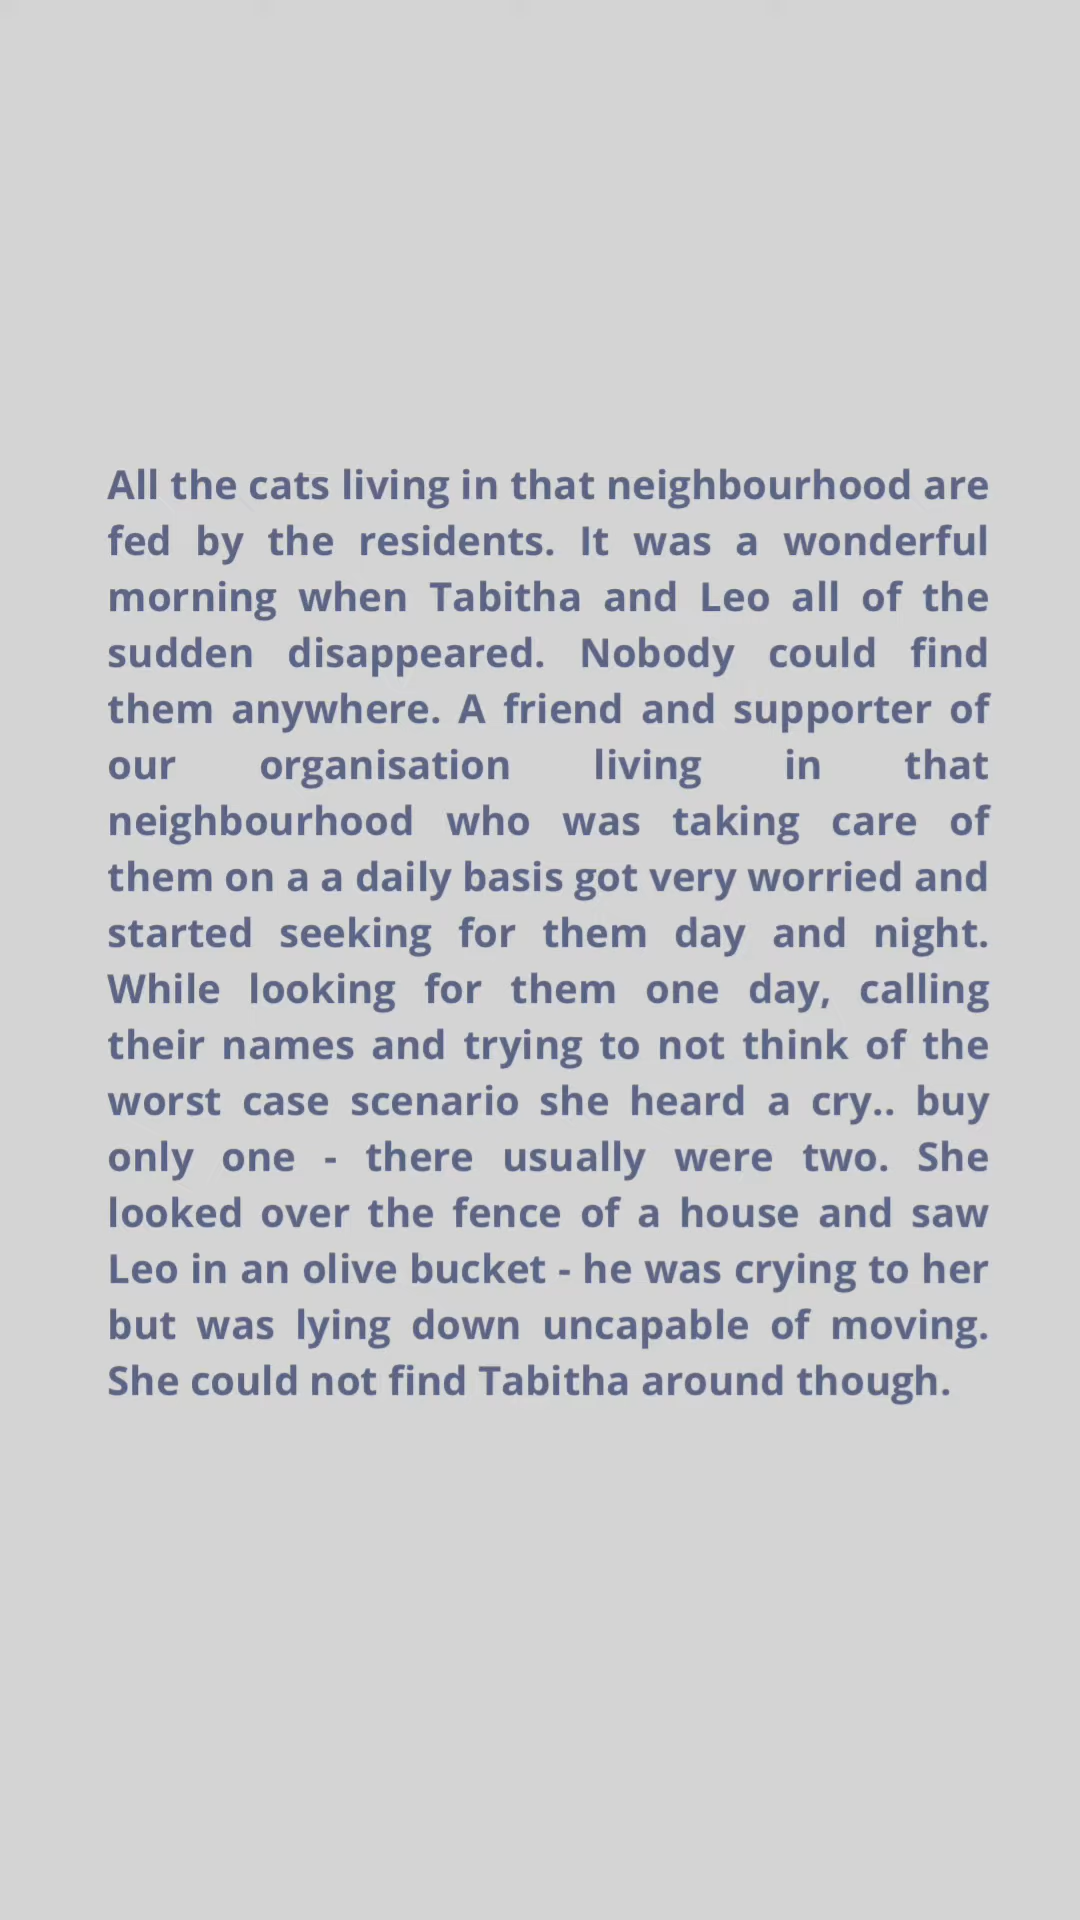 All the cats living in that neighbourhood are
fed by the residents. It was a wonderful
morning when Tabitha and Leo all of the
sudden disappeared. Nobody could find
them anywhere. A friend and supporter of
our organisation living in that
neighbourhood who was taking care of
them on a a daily basis got very worried and
started seeking for them day and night.
While looking for them one day, calling
their names and trying to not think of the
worst case scenario she heard a cry.. buy
only one - there usually were two. She
looked over the fence of a house and saw
Leo in an olive bucket - he was crying to her
but was lying down uncapable of moving.
She could not find Tabitha around though.